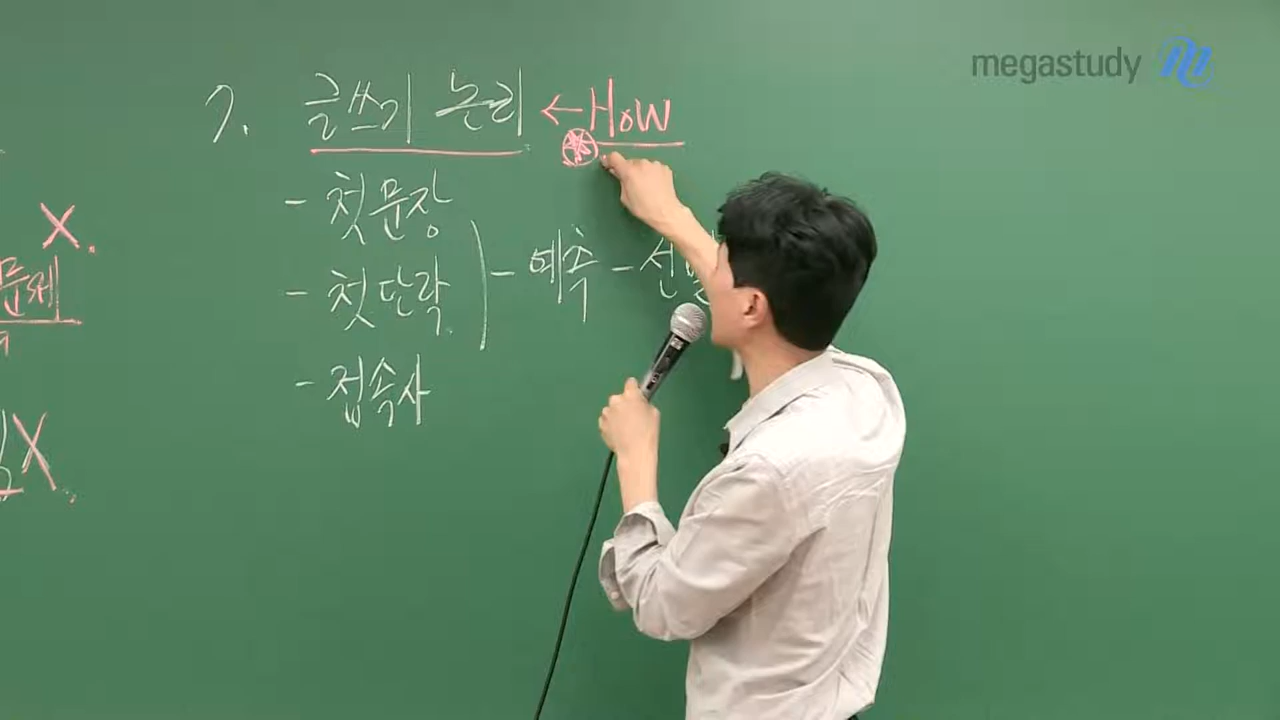 megastudy
7. 글쓰기 논리 ← How
- 첫 문장
- 첫 단락 - 예측 - 선별
- 접속사
X.
문제
X